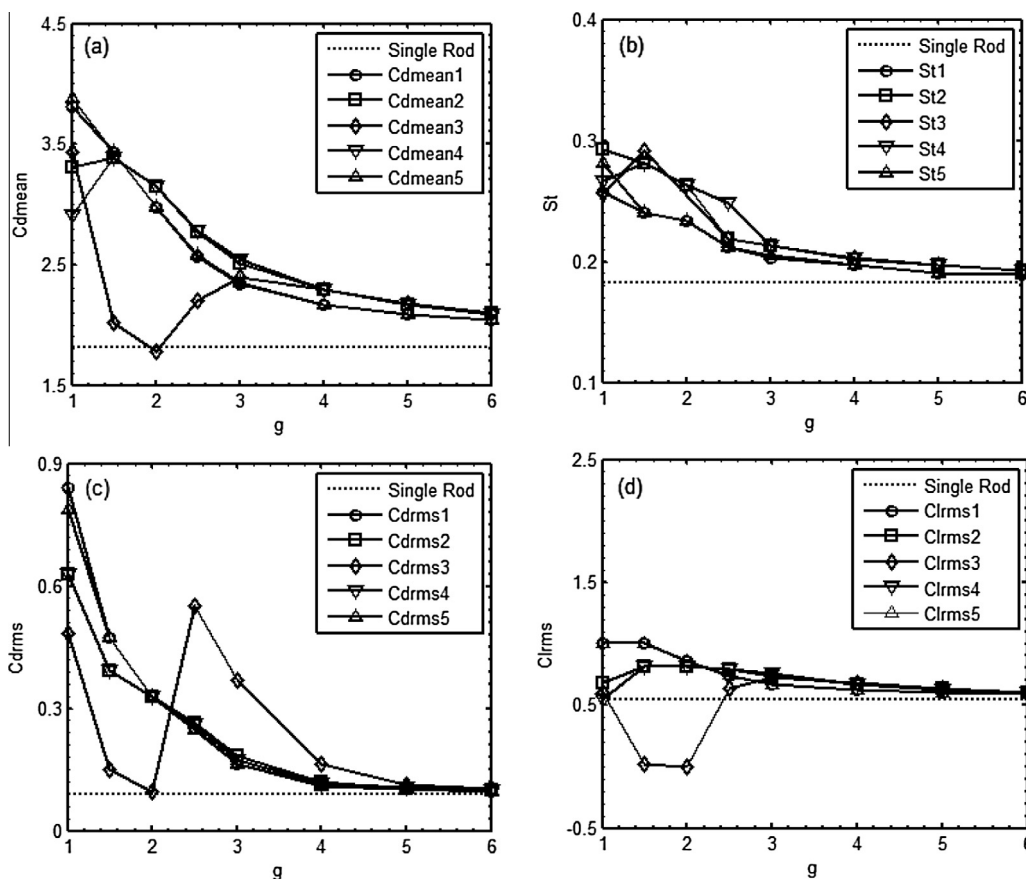 (a)
Single Rod
Cdmean1
Cdmean2
Cdmean3
Cdmean4
Cdmean5
4.5
3.5
2.5
1.5
Cdmean
1 2 3 4 5 6
g
(b)
Single Rod
St1
St2
St3
St4
St5
0.4
0.3
0.2
0.1
St
1 2 3 4 5 6
g
(c)
Single Rod
Cdrms1
Cdrms2
Cdrms3
Cdrms4
Cdrms5
0.9
0.6
0.3
0
Cdrms
1 2 3 4 5 6
g
(d)
Single Rod
Clrms1
Clrms2
Clrms3
Clrms4
Clrms5
2.5
1.5
0.5
-0.5
Clrms
1 2 3 4 5 6
g